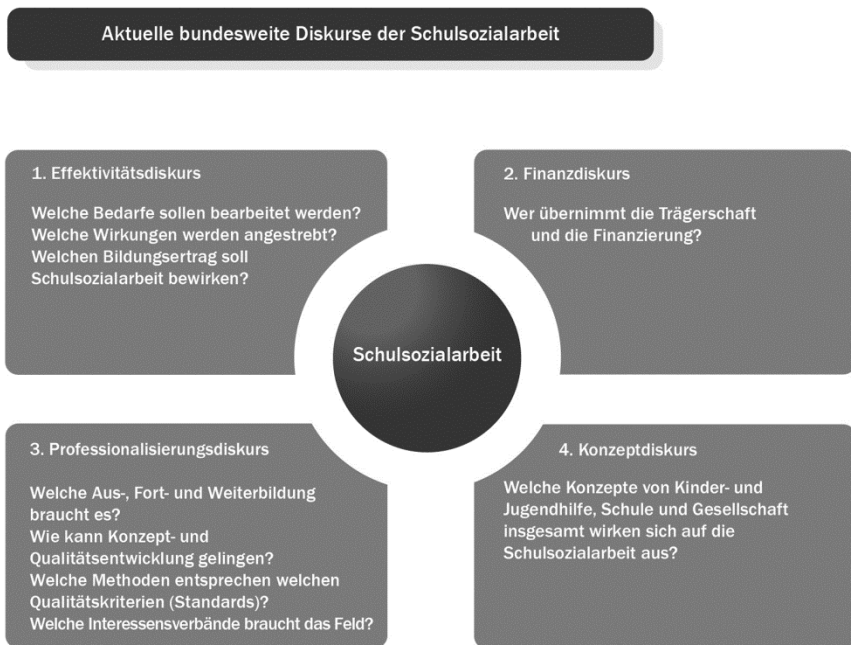 Aktuelle bundesweite Diskurse der Schulsozialarbeit
1. Effektivitätsdiskurs
Welche Bedarfe sollen bearbeitet werden?
Welche Wirkungen werden angestrebt?
Welchen Bildungsertrag soll
Schulsozialarbeit bewirken?
2. Finanzdiskurs
Wer übernimmt die Trägerschaft
und die Finanzierung?
Schulsozialarbeit
3. Professionalisierungsdiskurs
Welche Aus-, Fort- und Weiterbildung
braucht es?
Wie kann Konzept- und
Qualitätsentwicklung gelingen?
Welche Methoden entsprechen welchen
Qualitätskriterien (Standards)?
Welche Interessensverbände braucht das Feld?
4. Konzeptdiskurs
Welche Konzepte von Kinder- und
Jugendhilfe, Schule und Gesellschaft
insgesamt wirken sich auf die
Schulsozialarbeit aus?